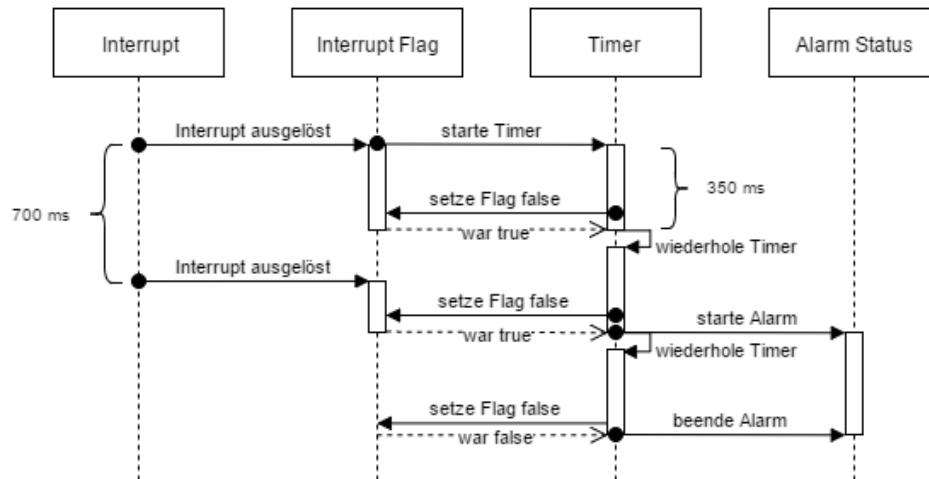 Interrupt
Interrupt Flag
Timer
Alarm Status
Interrupt ausgelöst
starte Timer
350 ms
setze Flag false
700 ms
war true
wiederhole Timer
Interrupt ausgelöst
setze Flag false
starte Alarm
war true
wiederhole Timer
setze Flag false
beende Alarm
war false